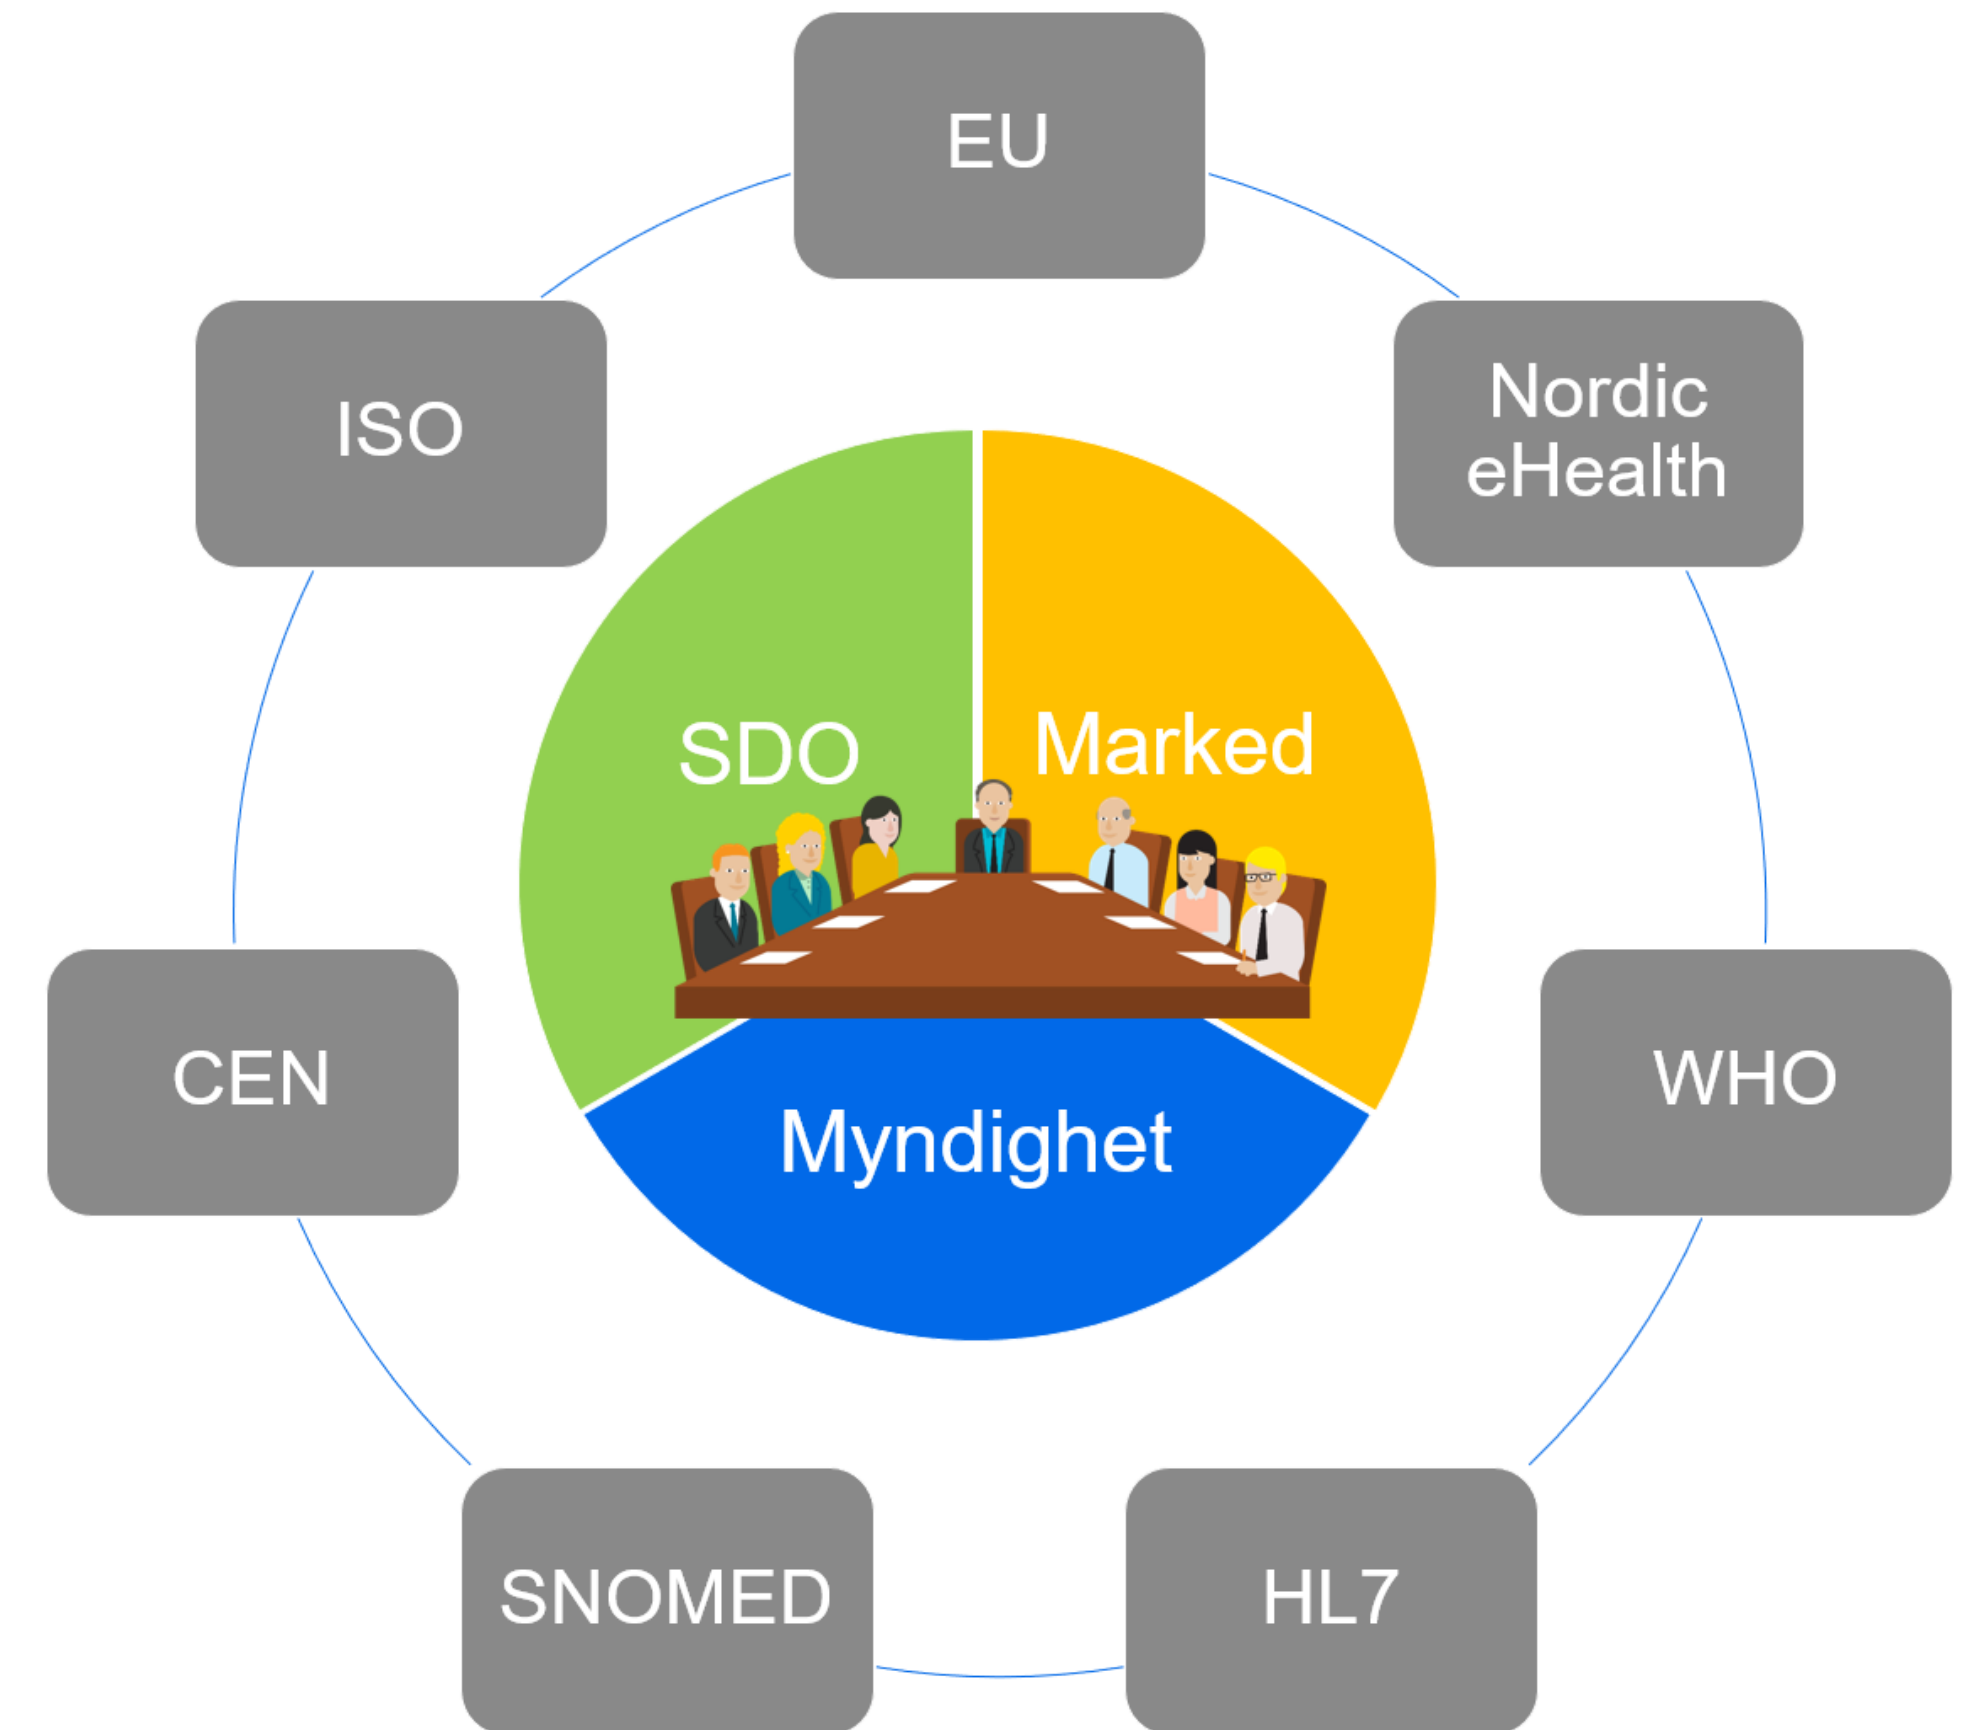 EU
ISO
Nordic
eHealth
SDO
Marked
CEN
WHO
Myndighet
SNOMED
HL7